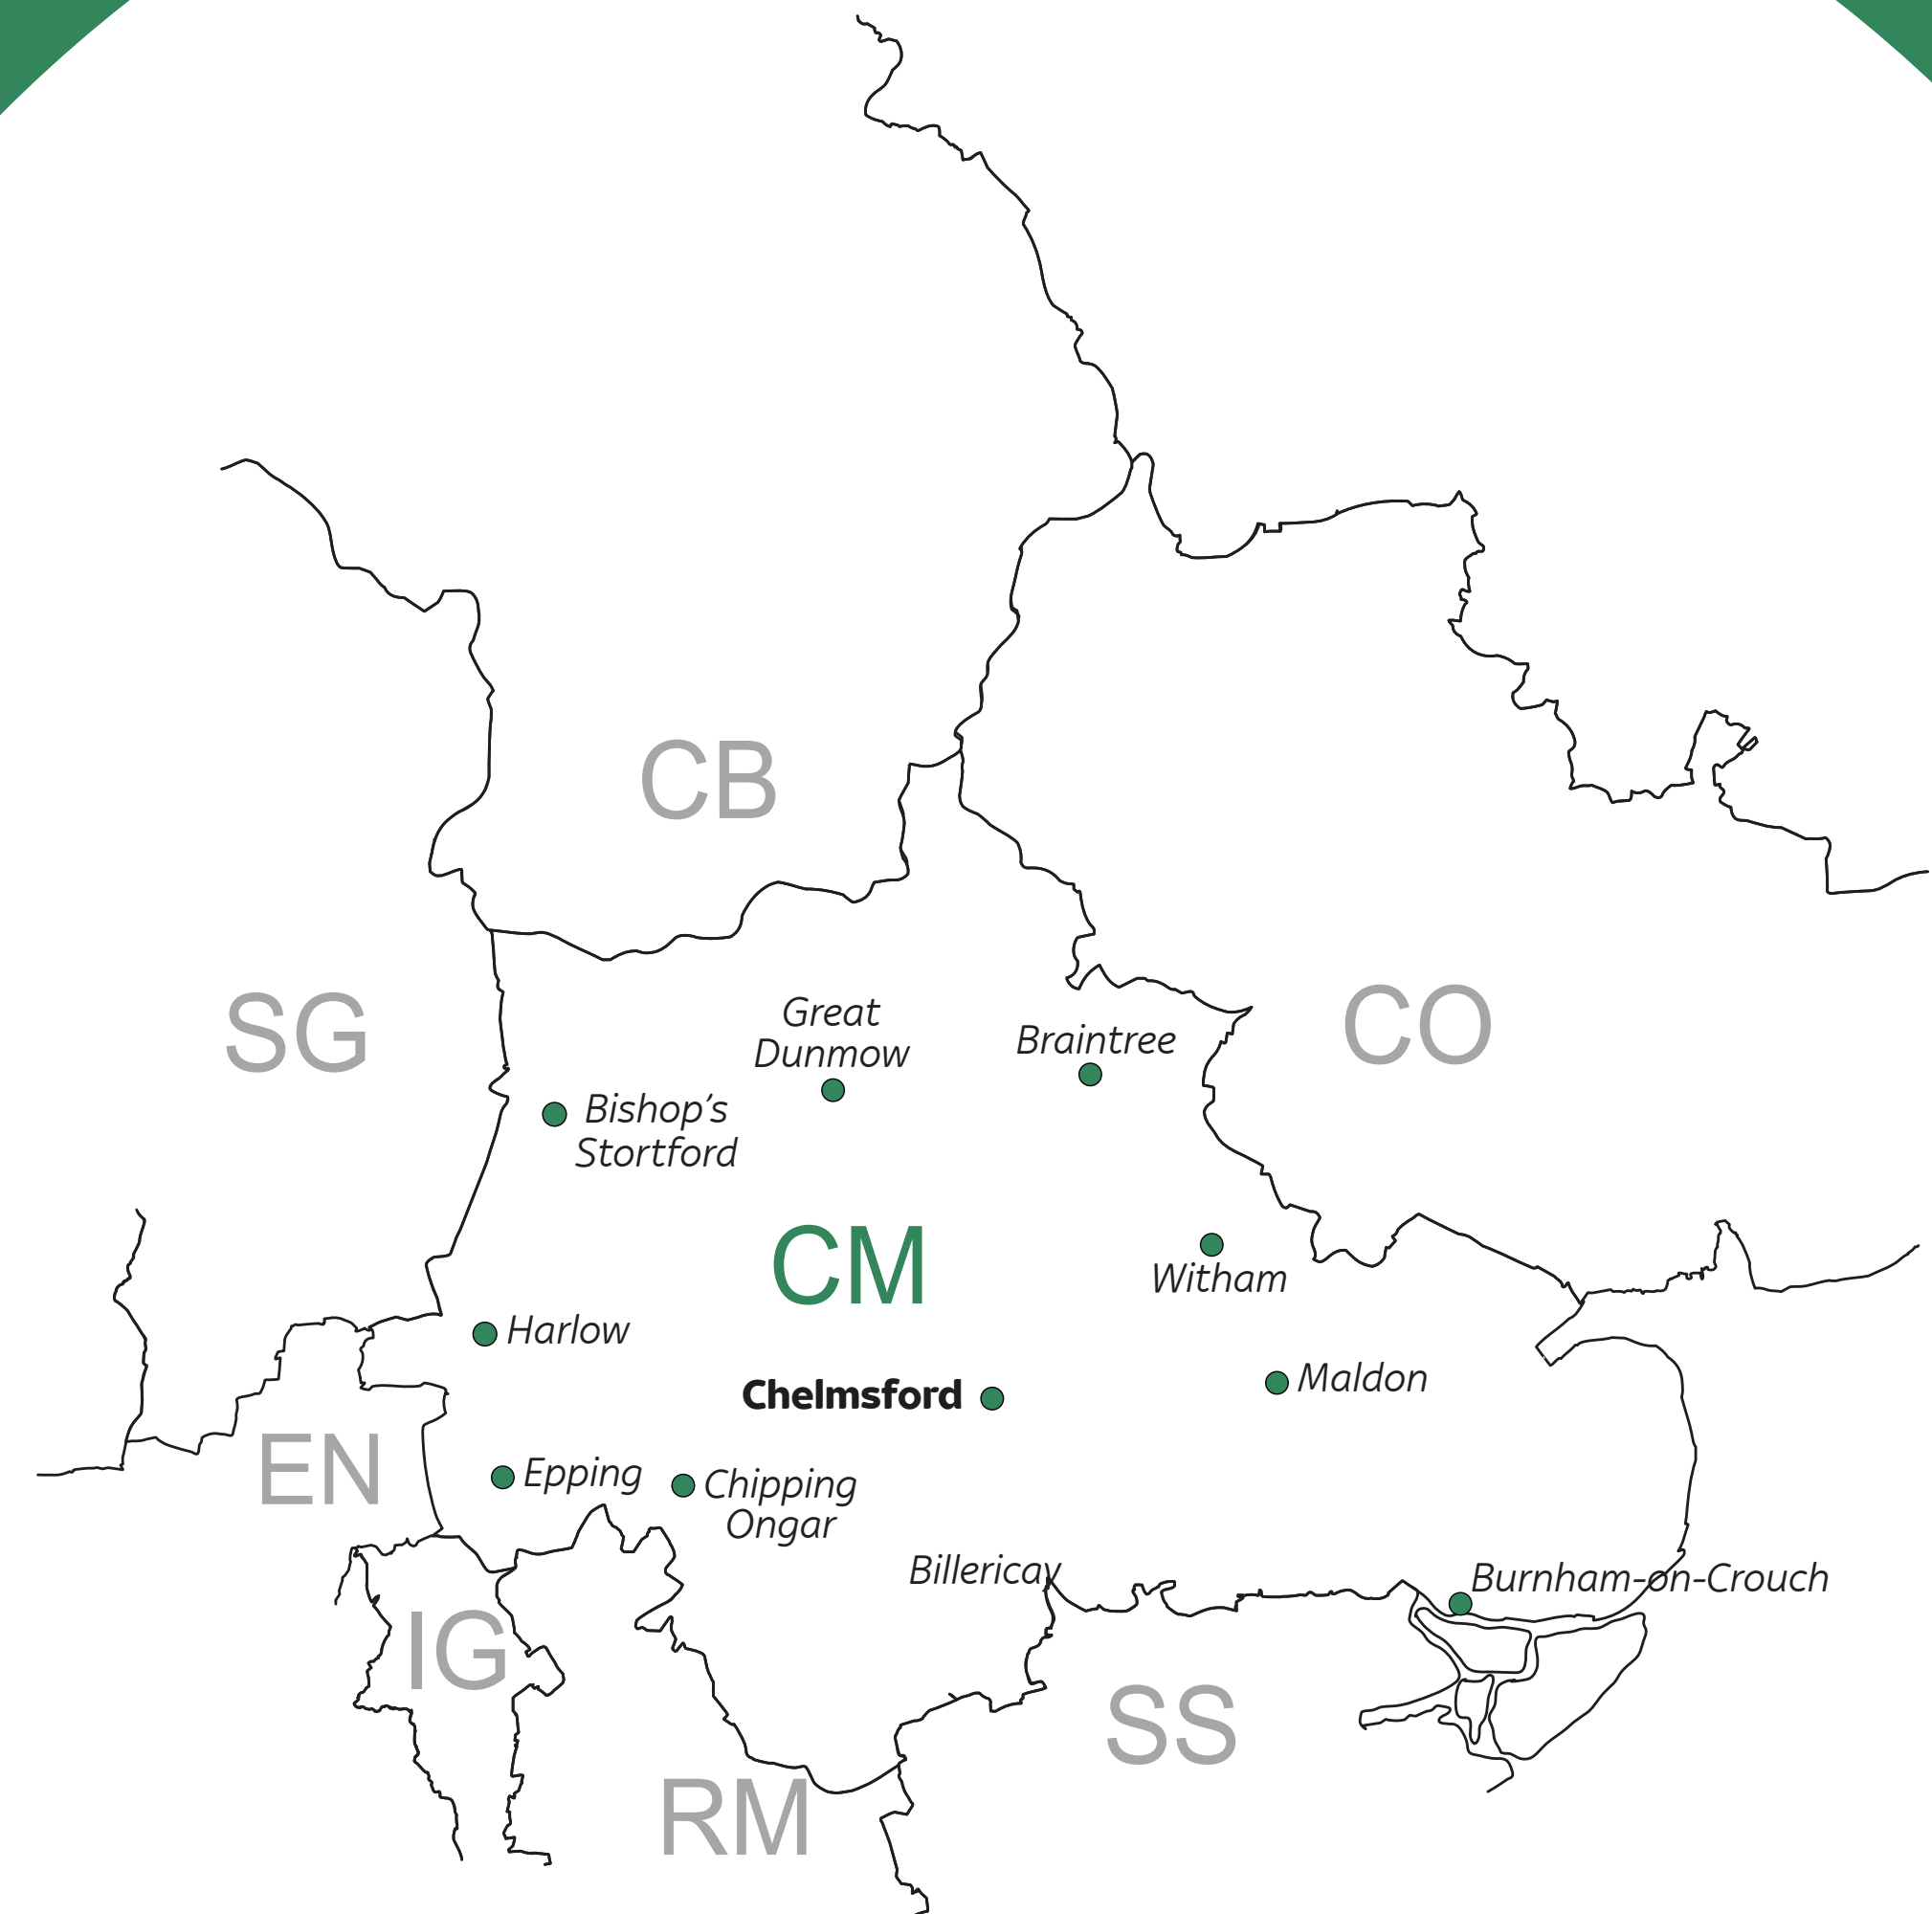 CB
SG
Great
Dunmow
Braintree
CO
Bishop’s
Stortford
CM
Witham
Harlow
Chelmsford
Maldon
EN
Epping
Chipping
Ongar
Billericay
Burnham-on-Crouch
IG
SS
RM